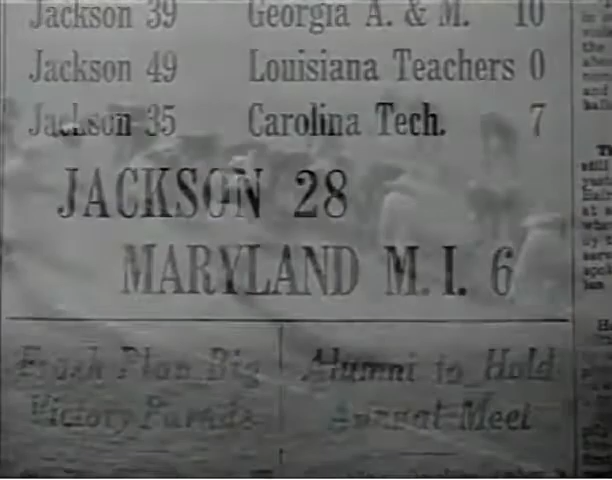 Jackson 39 Georgia A. & M. 10
Jackson 49 Louisiana Teachers 0
Jackson 35 Carolina Tech. 7
JACKSON 28
MARYLAND M. I. 6
Frosh Plan Big
Victory Parade
Alumni to Hold
Annual Meet